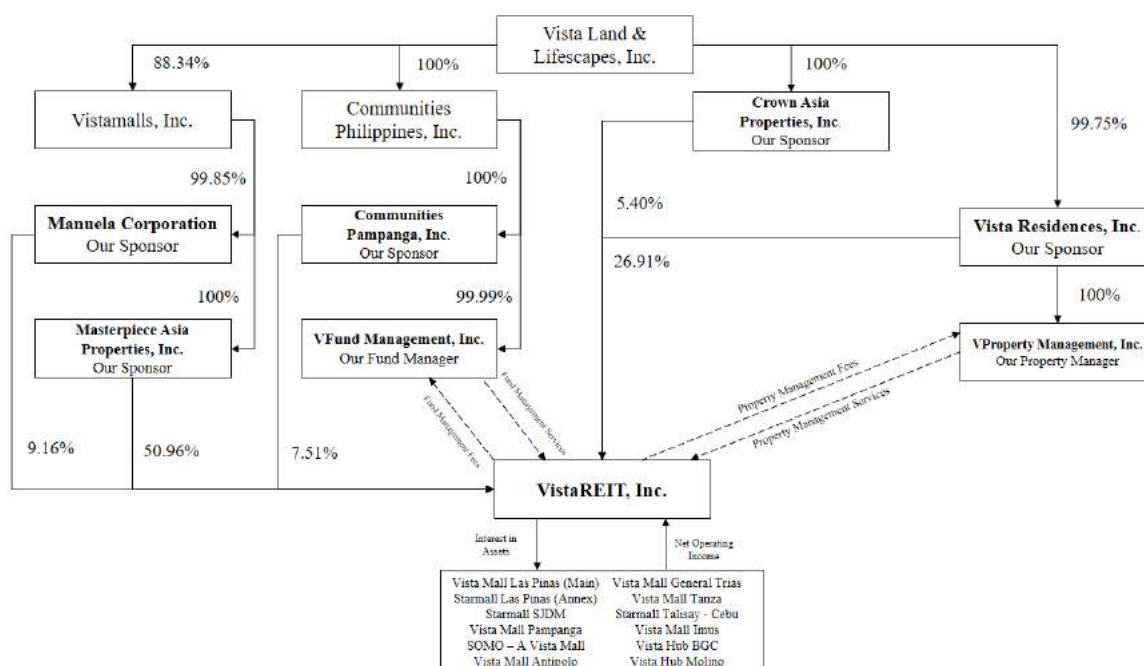 Vista Land &
Lifescapes, Inc.
88.34%
100%
100%
99.75%
Vistamalls, Inc.
Communities
Philippines, Inc.
Crown Asia
Properties, Inc.
Our Sponsor
99.85%
100%
5.40%
26.91%
Manuela Corporation
Our Sponsor
Communities
Pampanga, Inc.
Our Sponsor
Vista Residences, Inc.
Our Sponsor
100%
99.99%
100%
Masterpiece Asia
Properties, Inc.
Our Sponsor
VFund Management, Inc.
Our Fund Manager
VProperty Management, Inc.
Our Property Manager
Fund Management Fees
Fund Management Services
Property Management Fees
Property Management Services
9.16%
50.96%
7.51%
VistaREIT, Inc.
Interest in
Assets
Net Operating
Income
Vista Mall Las Pinas (Main)
Starmall Las Pinas (Annex)
Starmall SJDM
Vista Mall Pampanga
SOMO – A Vista Mall
Vista Mall Antipolo
Vista Mall General Trias
Vista Mall Tanza
Starmall Talisay - Cebu
Vista Mall Imus
Vista Hub BGC
Vista Hub Molino